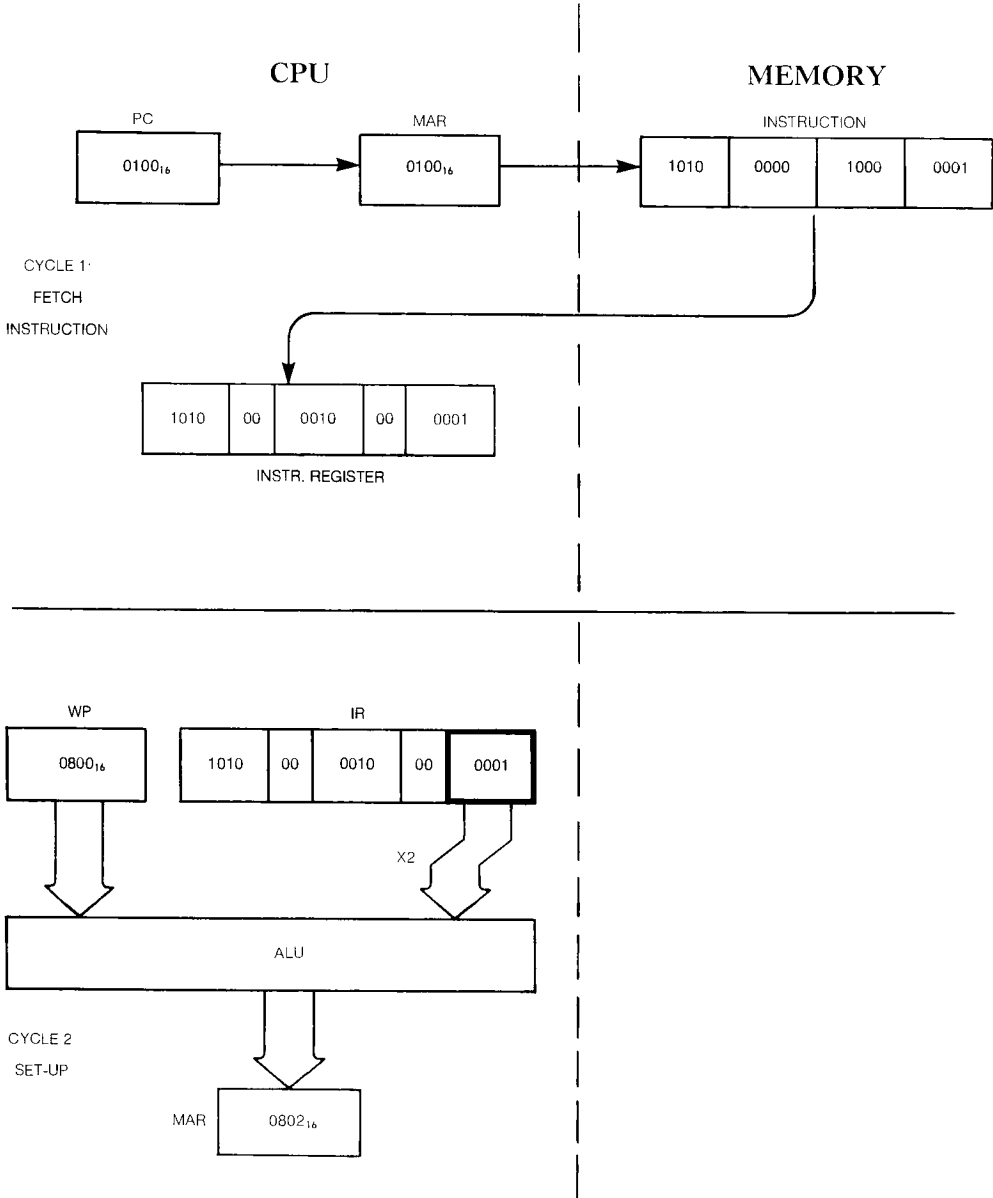 CPU
MEMORY
PC
MAR
INSTRUCTION
0100₁₆
0100₁₆
1010 0000 1000 0001
CYCLE 1
FETCH
INSTRUCTION
1010 00 0010 00 0001
INSTR. REGISTER
WP
IR
0800₁₆
1010 00 0010 00 0001
X2
ALU
CYCLE 2
SET-UP
MAR
0802₁₆